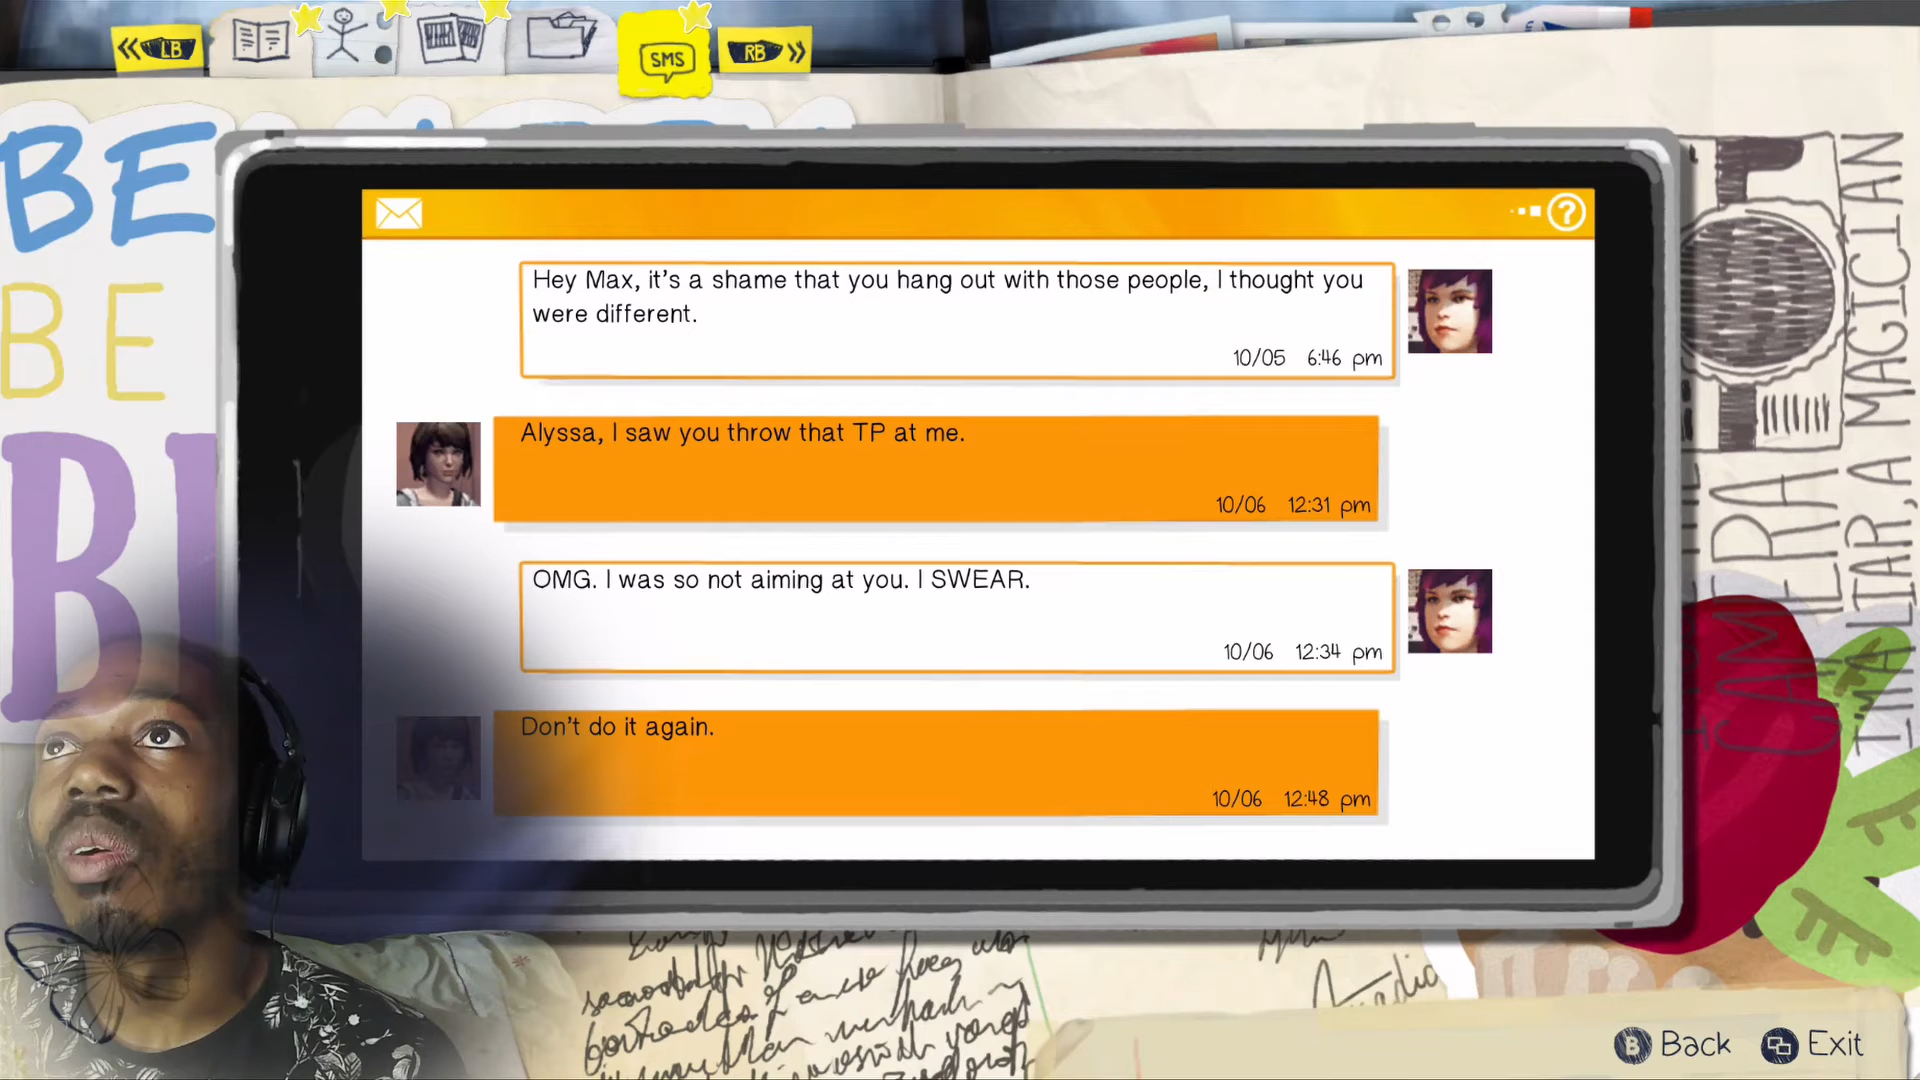 LB
SMS
RB
BE
BE
Hey Max, it's a shame that you hang out with those people, I thought you
were different.
10/05 6:46 pm
Alyssa, I saw you throw that TP at me.
10/06 12:31 pm
OMG. I was so not aiming at you. I SWEAR.
10/06 12:34 pm
Don't do it again.
10/06 12:48 pm
CAMERA
I'M A LIAR, A MAGICIAN
Back
Exit